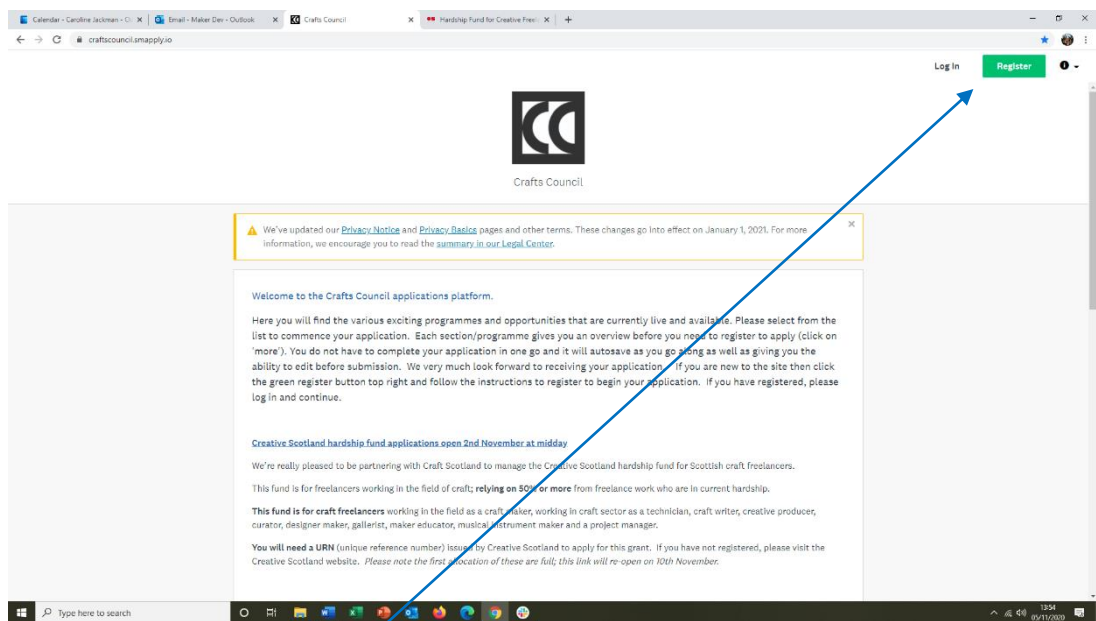 Calendar - Caroline Jackman - O
Email - Maker Dev - Outlook
Crafts Council
Hardship Fund for Creative Freel
craftscouncil.smapply.io
Log In
Register
Crafts Council
We've updated our Privacy Notice and Privacy Basics pages and other terms. These changes go into effect on January 1, 2021. For more
information, we encourage you to read the summary in our Legal Center.
Welcome to the Crafts Council applications platform.
Here you will find the various exciting programmes and opportunities that are currently live and available. Please select from the
list to commence your application. Each section/programme gives you an overview before you need to register to apply (click on
'more'). You do not have to complete your application in one go and it will autosave as you go along as well as giving you the
ability to edit before submission. We very much look forward to receiving your application. If you are new to the site then click
the green register button top right and follow the instructions to register to begin your application. If you have registered, please
log in and continue.
Creative Scotland hardship fund applications open 2nd November at midday
We're really pleased to be partnering with Craft Scotland to manage the Creative Scotland hardship fund for Scottish craft freelancers.
This fund is for freelancers working in the field of craft; relying on 50% or more from freelance work who are in current hardship.
This fund is for craft freelancers working in the field as a craft maker, working in craft sector as a technician, craft writer, creative producer,
curator, designer maker, gallerist, maker educator, musical instrument maker and a project manager.
You will need a URN (unique reference number) issued by Creative Scotland to apply for this grant. If you have not registered, please visit the
Creative Scotland website. Please note the first allocation of these are full; this link will re-open on 10th November.
Type here to search
13:54
05/11/2020